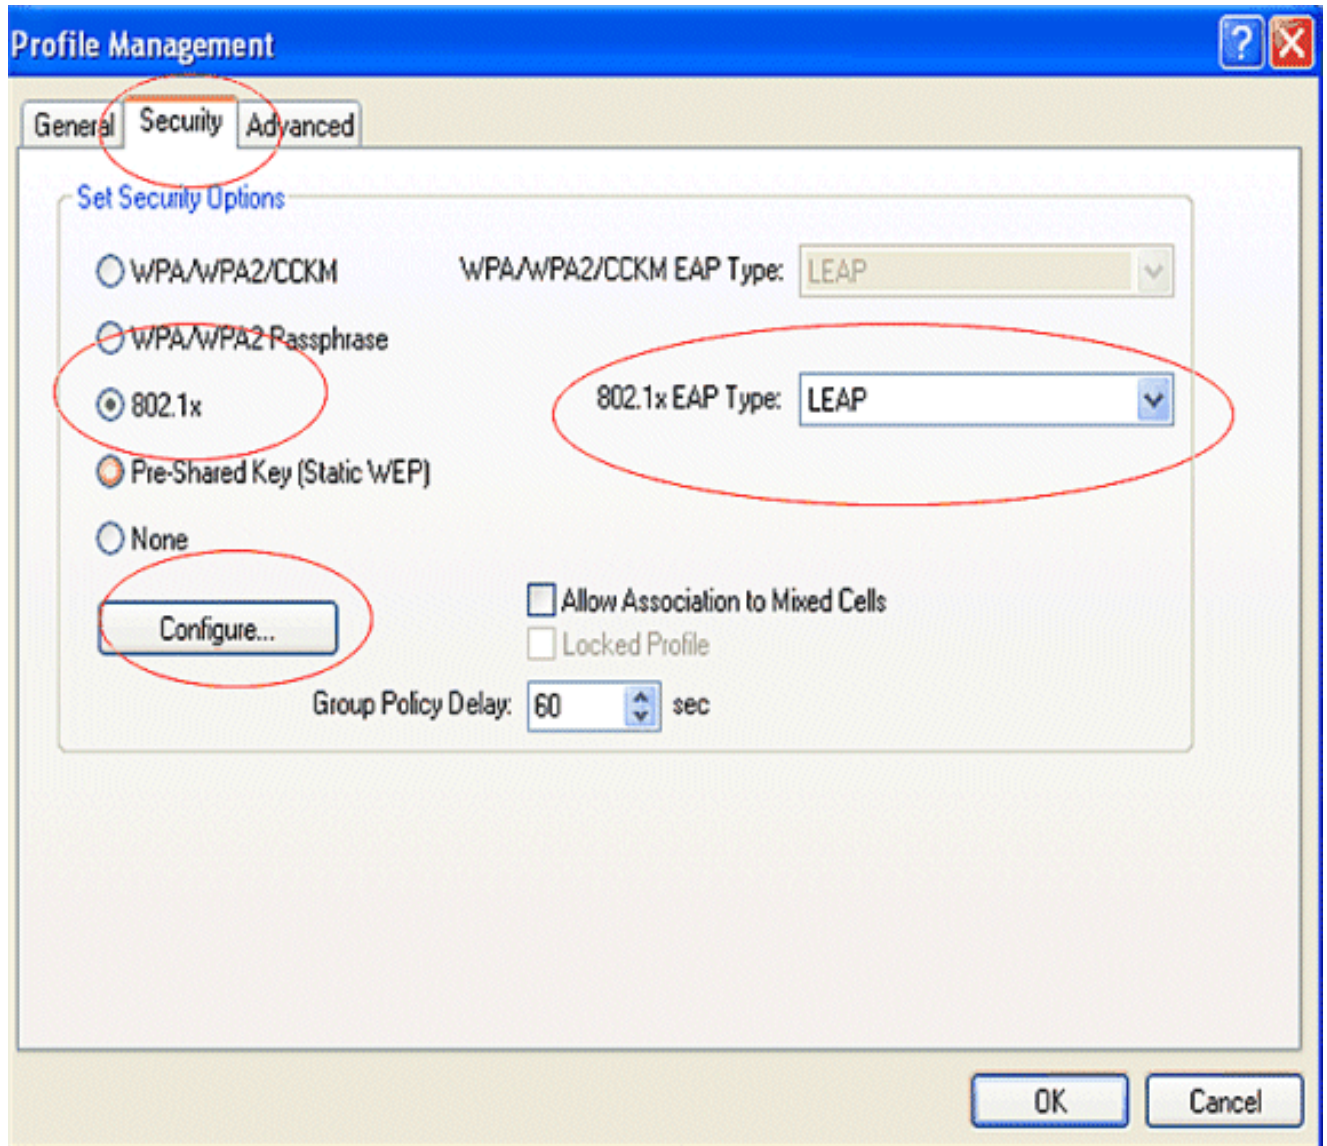 Profile Management
General Security Advanced
Set Security Options
WPA/WPA2/CCKM WPA/WPA2/CCKM EAP Type: LEAP
WPA/WPA2 Passphrase
802.1x 802.1x EAP Type: LEAP
Pre-Shared Key (Static WEP)
None
Configure... Allow Association to Mixed Cells
Locked Profile
Group Policy Delay: 60 sec
OK Cancel